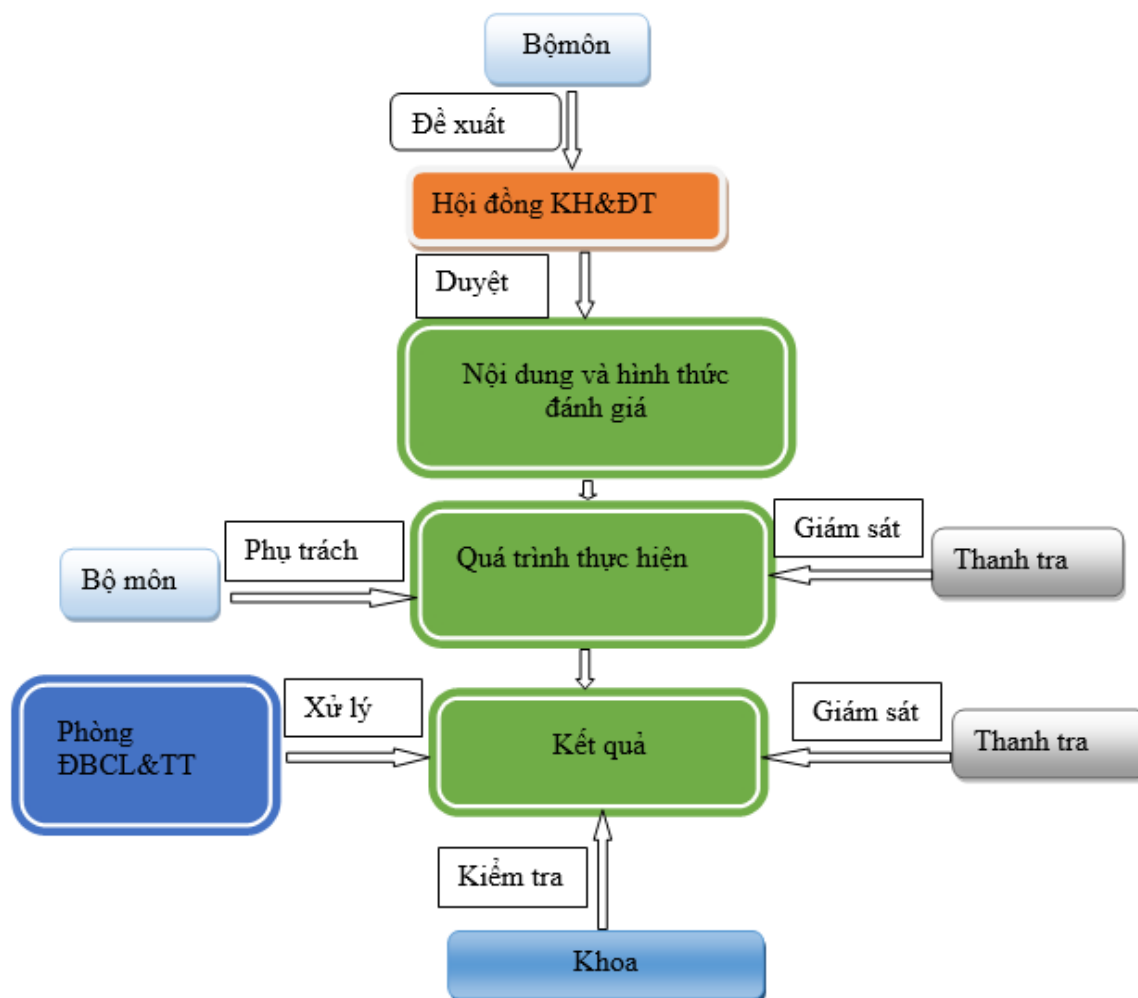 Bộmôn
Đề xuất
Hội đồng KH&ĐT
Duyệt
Nội dung và hình thức
đánh giá
Giám sát
Phụ trách
Quá trình thực hiện
Thanh tra
Bộ môn
Xử lý
Giám sát
Phòng
ĐBCL&TT
Kết quả
Thanh tra
Kiểm tra
Khoa